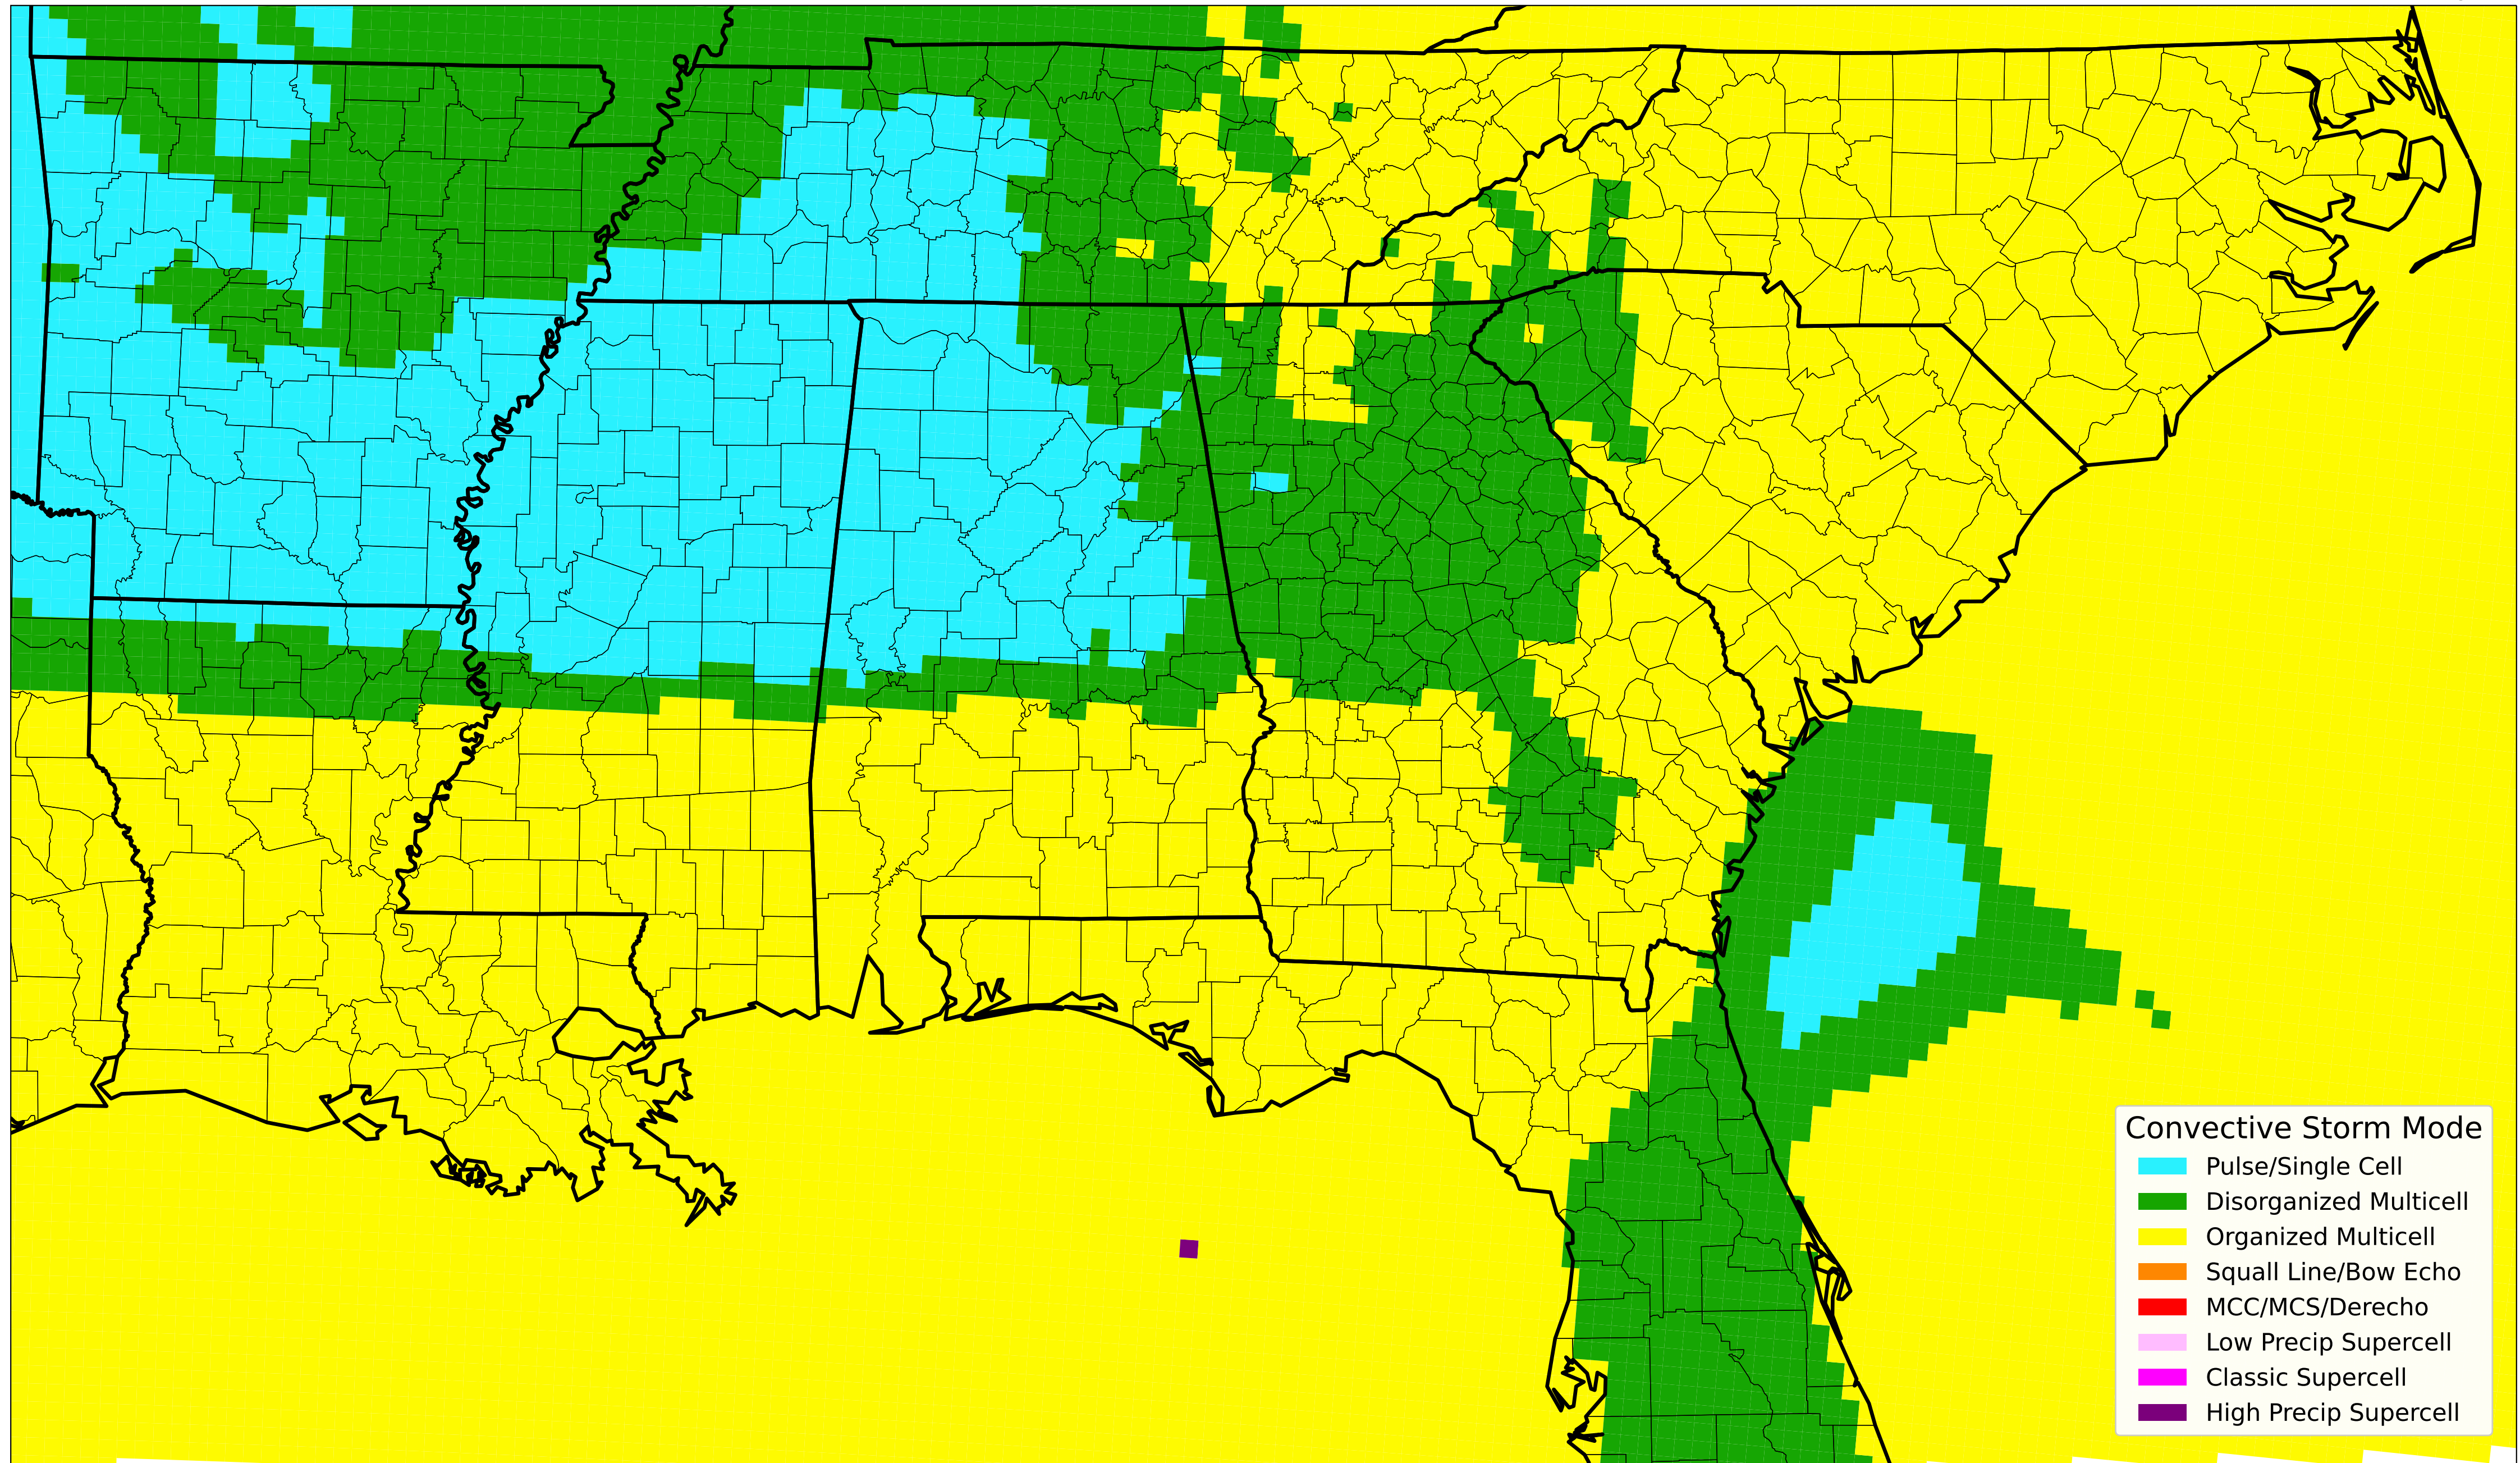 Convective Storm Mode
Pulse/Single Cell
Disorganized Multicell
Organized Multicell
Squall Line/Bow Echo
MCC/MCS/Derecho
Low Precip Supercell
Classic Supercell
High Precip Supercell